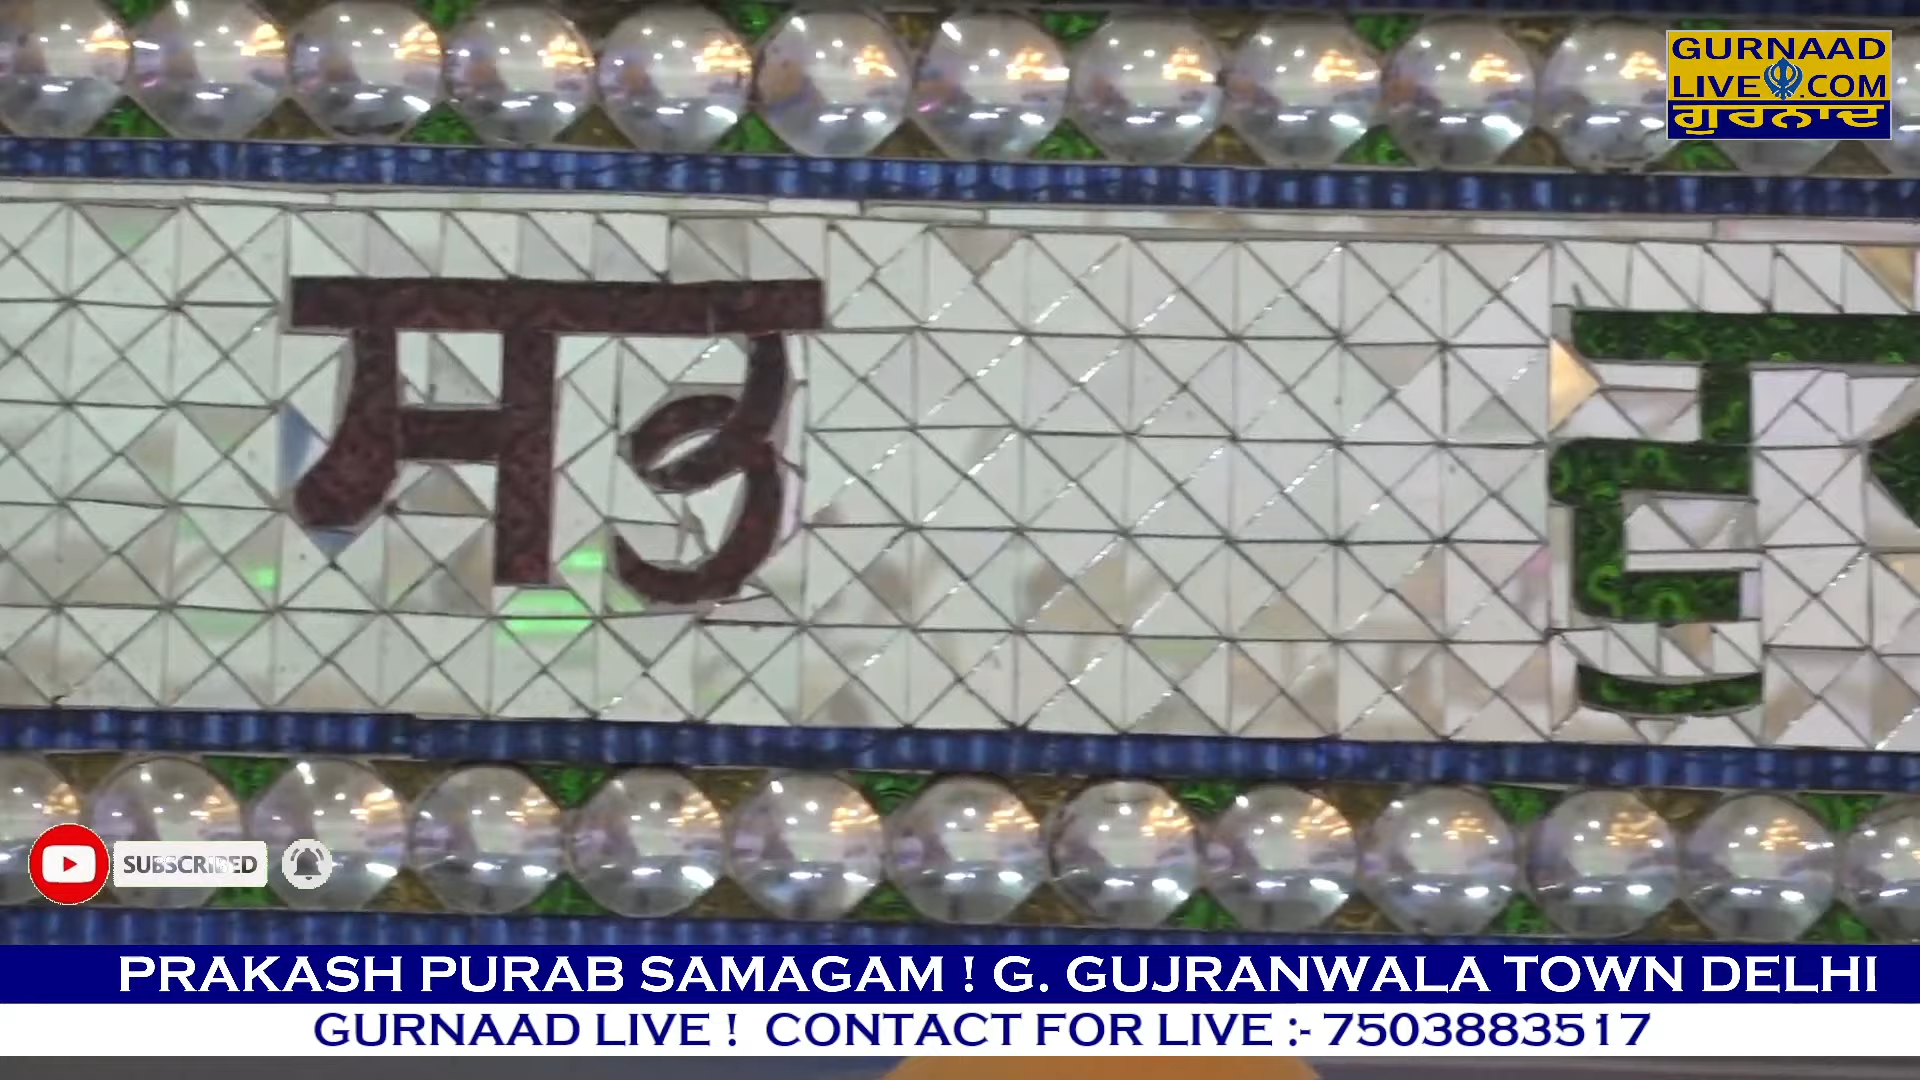 GURNAAD
LIVE.COM
ਗੁਰਨਾਦ
ਸਤਿ
SUBSCRIBED
PRAKASH PURAB SAMAGAM ! G. GUJRANWALA TOWN DELHI
GURNAAD LIVE ! CONTACT FOR LIVE :- 7503883517